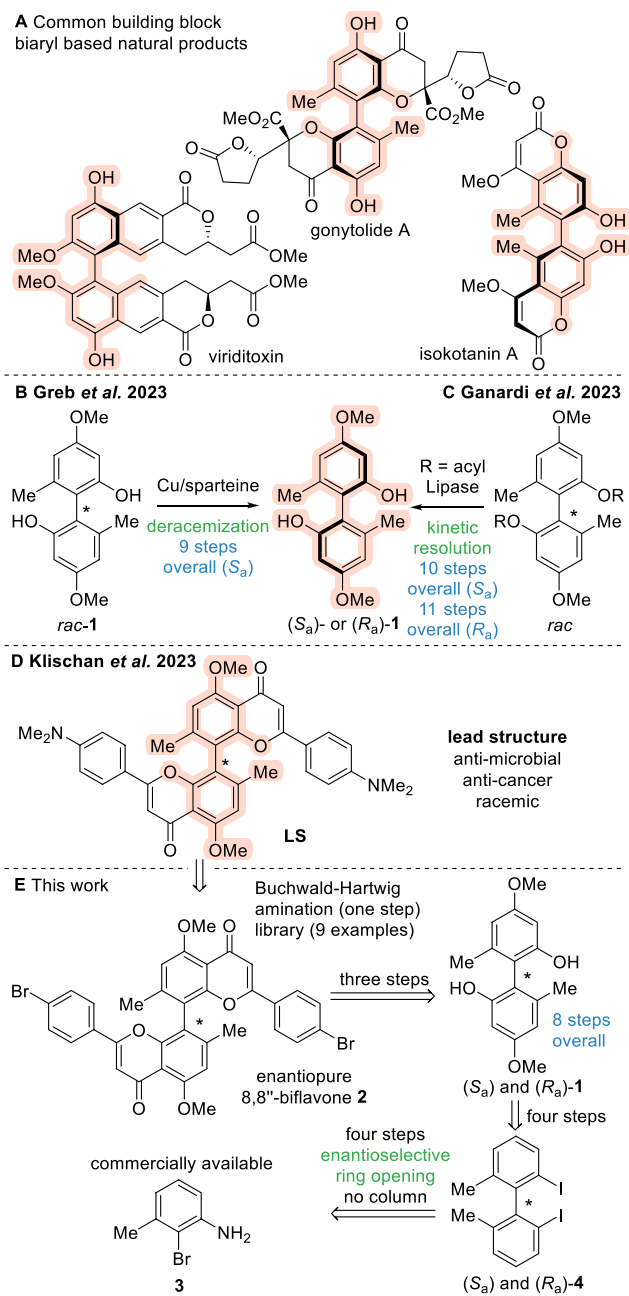 A Common building block
biaryl based natural products
OH
O
Me
O
O
O
CO₂Me
MeO₂C
O
Me
O
O
O
OH
gonytolide A
OH
O
O
MeO
OMe
O
MeO
OMe
O
O
OH
O
viriditoxin
O
O
MeO
Me
OH
Me
OH
MeO
O
O
isokotanin A
B Greb et al. 2023
OMe
Me
OH
*
HO
Me
OMe
rac-1
Cu/sparteine
deracemization
9 steps
overall (Sa)
OMe
Me
OH
HO
Me
OMe
(Sa)- or (Ra)-1
C Ganardi et al. 2023
R = acyl
Lipase
kinetic
resolution
10 steps
overall (Sa)
11 steps
overall (Ra)
OMe
Me
OR
RO
*
Me
OMe
rac
D Klischan et al. 2023
OMe
O
Me₂N
Me
O
O
*
Me
NMe₂
O
OMe
LS
lead structure
anti-microbial
anti-cancer
racemic
E This work
Buchwald-Hartwig
amination (one step)
library (9 examples)
OMe
O
Br
Me
O
O
*
Me
Br
O
OMe
enantiopure
8,8''-biflavone 2
three steps
OMe
Me
OH
*
HO
Me
OMe
8 steps
overall
(Sa) and (Ra)-1
four steps
Me
I
*
Me
I
(Sa) and (Ra)-4
four steps
enantioselective
ring opening
no column
commercially available
Me
NH₂
Br
3